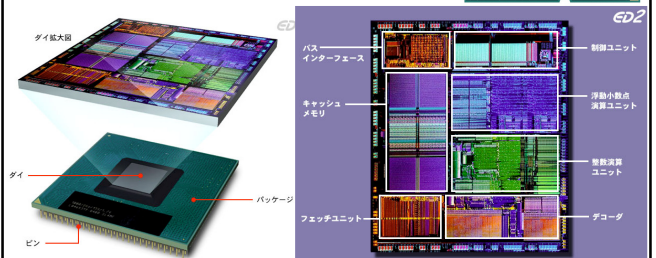 ダイ拡大図
ダイ
パッケージ
ピン
ED2
バス
インターフェース
制御ユニット
キャッシュ
メモリ
浮動小数点
演算ユニット
整数演算
ユニット
フェッチユニット
デコーダ